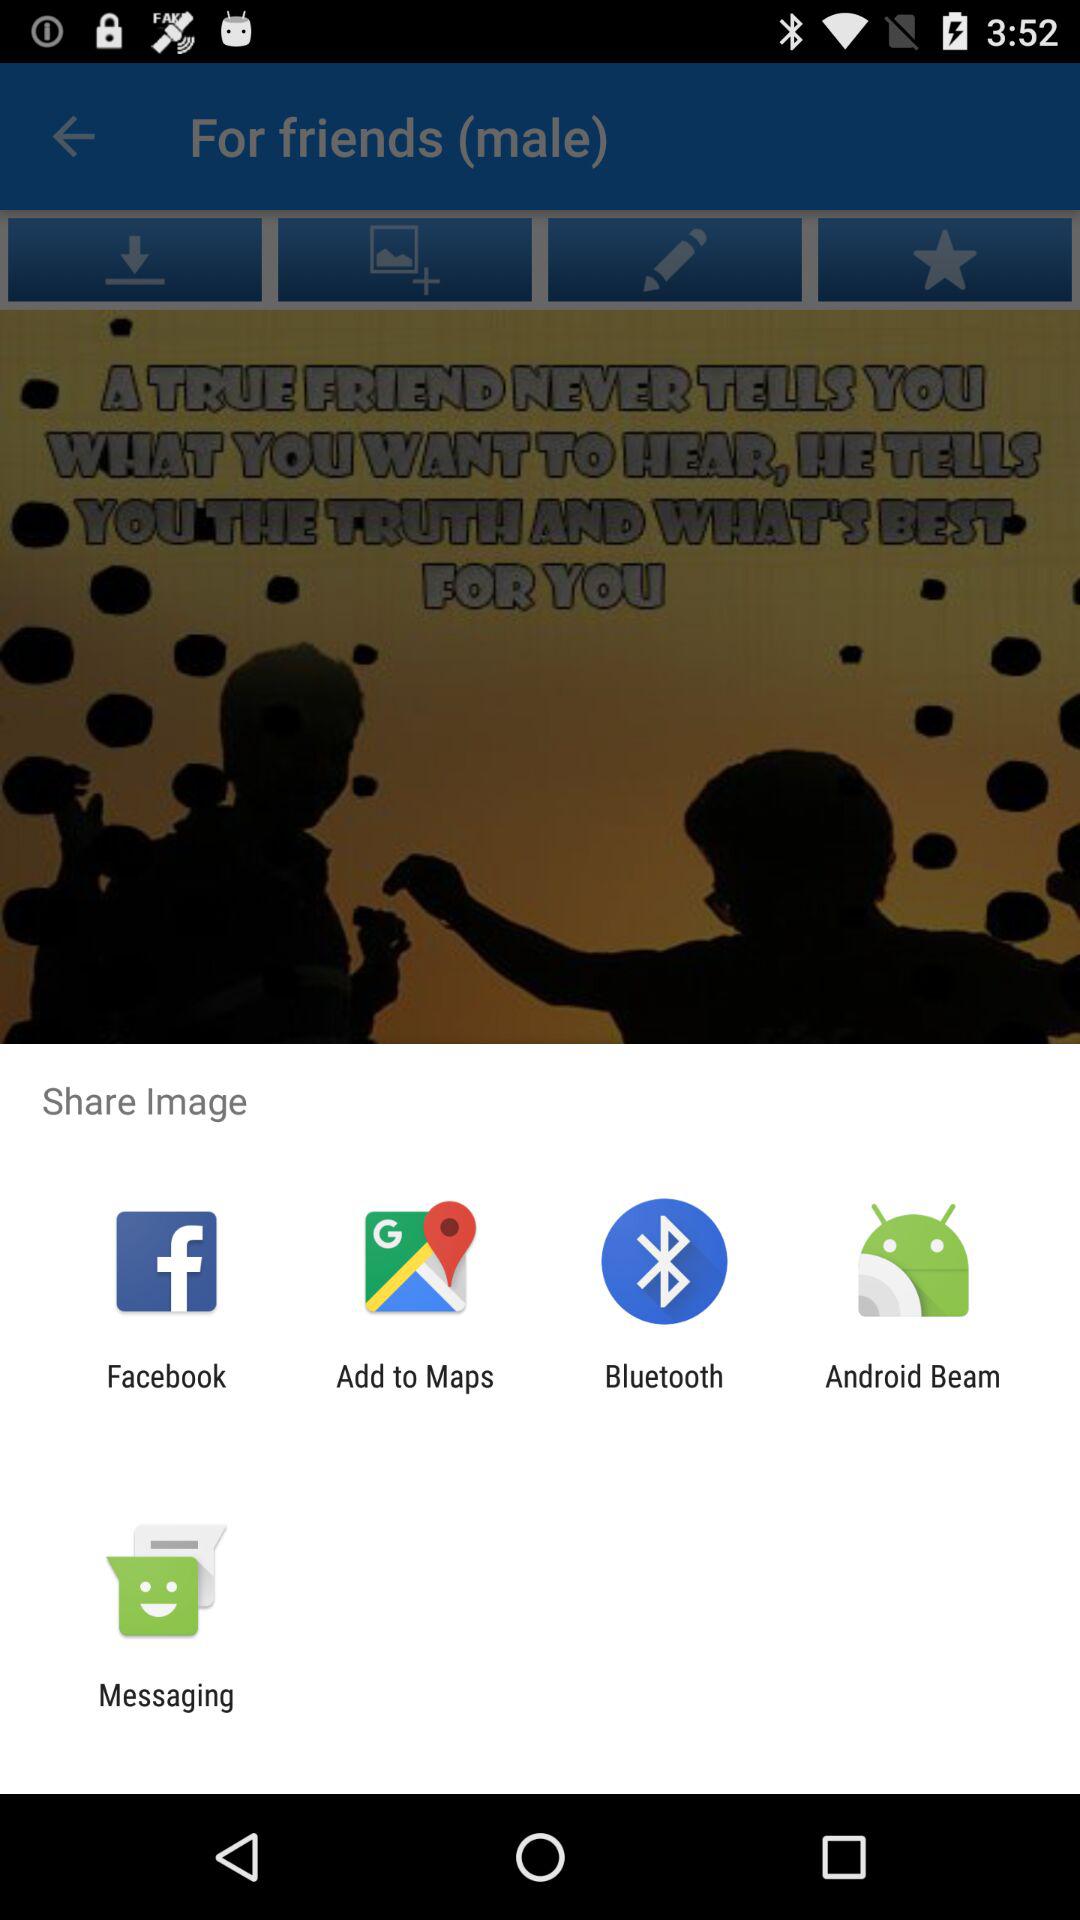 FAKE
3:52
For friends (male)
A TRUE FRIEND NEVER TELLS YOU
WHAT YOU WANT TO HEAR, HE TELLS
YOU THE TRUTH AND WHAT'S BEST
FOR YOU
Share Image
Facebook
Add to Maps
Bluetooth
Android Beam
Messaging